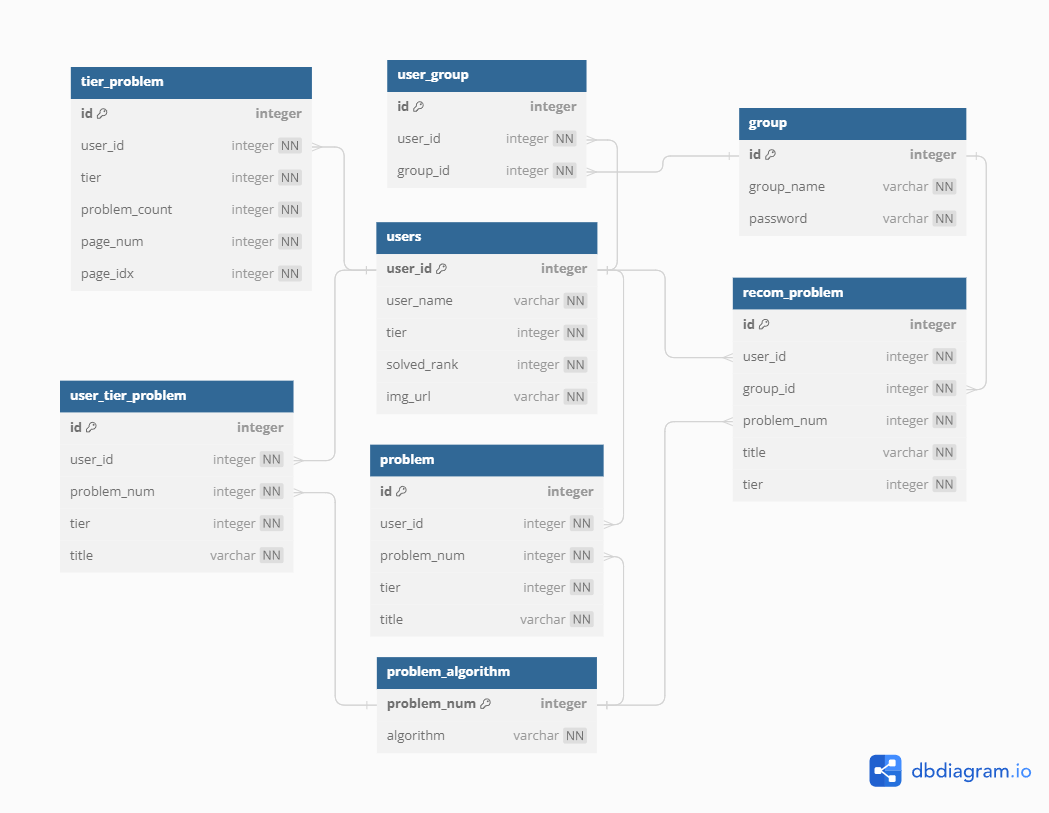 tier_problem
id integer
user_id integer NN
tier integer NN
problem_count integer NN
page_num integer NN
page_idx integer NN
user_group
id integer
user_id integer NN
group_id integer NN
group
id integer
group_name varchar NN
password varchar NN
users
user_id integer
user_name varchar NN
tier integer NN
solved_rank integer NN
img_url varchar NN
recom_problem
id integer
user_id integer NN
group_id integer NN
problem_num integer NN
title varchar NN
tier integer NN
user_tier_problem
id integer
user_id integer NN
problem_num integer NN
tier integer NN
title varchar NN
problem
id integer
user_id integer NN
problem_num integer NN
tier integer NN
title varchar NN
problem_algorithm
problem_num integer
algorithm varchar NN
dbdiagram.io